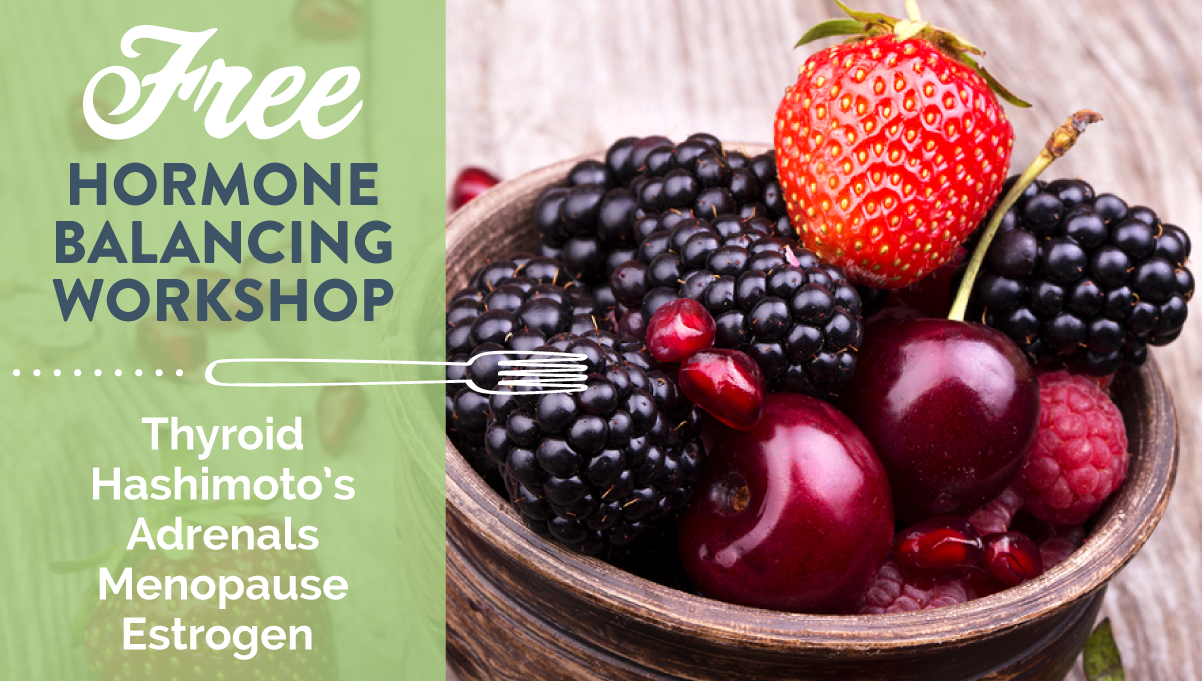 Free
HORMONE
BALANCING
WORKSHOP
Thyroid
Hashimoto’s
Adrenals
Menopause
Estrogen